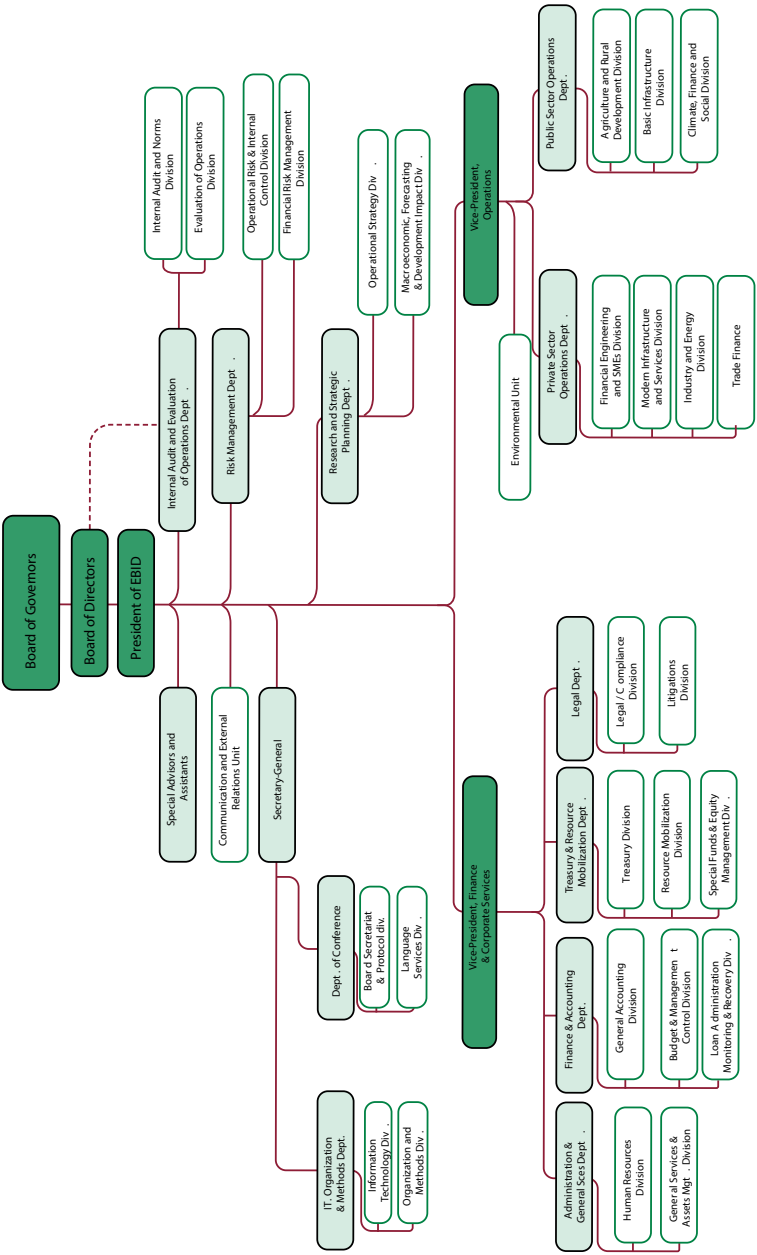 Board of Governors
Board of Directors
President of EBID
Special Advisors and
Assistants
Internal Audit and Evaluation
of Operations Dept .
Internal Audit and Norms
Division
Evaluation of Operations
Division
Communication and External
Relations Unit
Risk Management Dept .
Operational Risk & Internal
Control Division
Financial Risk Management
Division
Secretary-General
Research and Strategic
Planning Dept .
Operational Strategy Div .
Macroeconomic, Forecasting
& Development Impact Div .
IT, Organization
& Methods Dept.
Information
Technology Div .
Organization and
Methods Div .
Dept . of Conference
Boar d Secretariat
& Protocol div.
Language
Services Div .
Vice-President, Finance
& Corporate Services
Administration &
General Sces Dept .
Human Resources
Division
General Services &
Assets Mgt . Division
Finance & Accounting
Dept.
General Accounting
Division
Budget & Managemen t
Control Division
Loan A dministration
Monitoring & Recovery Div .
Treasury & Resource
Mobilization Dept .
Treasury Division
Resource Mobilization
Division
Special Funds & Equity
Management Div .
Legal Dept .
Legal / C ompliance
Division
Litigations
Division
Vice-President,
Operations
Environmental Unit
Private Sector
Operations Dept .
Financial Engineering
and SMEs Division
Modern Infrastructure
and Services Division
Industry and Energy
Division
Trade Finance
Public Sector Operations
Dept .
A griculture and Rural
Development Division
Basic Infrastructure
Division
Climate, Finance and
Social Division